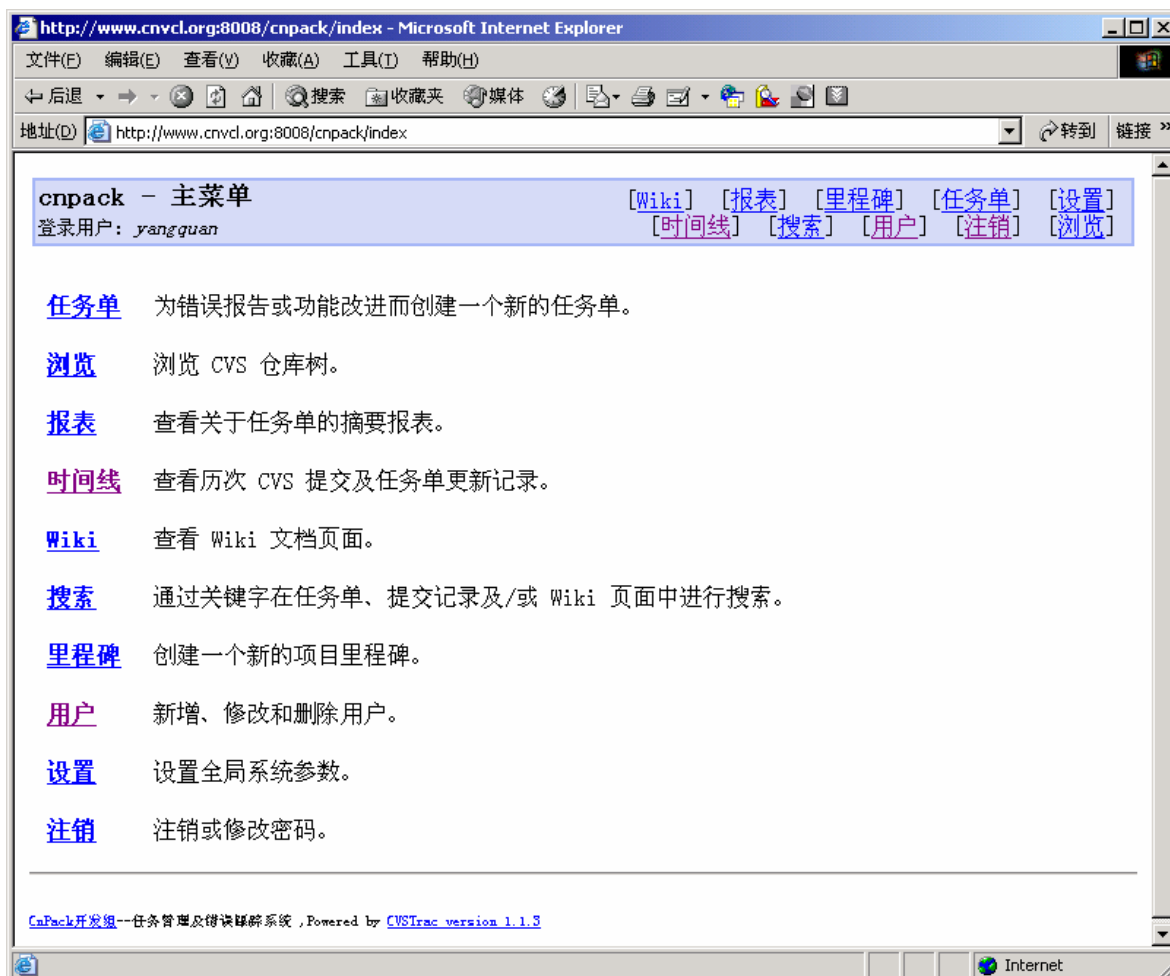 http://www.cnvcl.org:8008/cnpack/index - Microsoft Internet Explorer
文件(F) 编辑(E) 查看(V) 收藏(A) 工具(T) 帮助(H)
后退 搜索 收藏夹 媒体
地址(D) http://www.cnvcl.org:8008/cnpack/index 转到 链接 »
cnpack - 主菜单 [Wiki] [报表] [里程碑] [任务单] [设置]
登录用户: yangquan [时间线] [搜索] [用户] [注销] [浏览]
任务单 为错误报告或功能改进而创建一个新的任务单。
浏览 浏览 CVS 仓库树。
报表 查看关于任务单的摘要报表。
时间线 查看历次 CVS 提交及任务单更新记录。
Wiki 查看 Wiki 文档页面。
搜索 通过关键字在任务单、提交记录及/或 Wiki 页面中进行搜索。
里程碑 创建一个新的项目里程碑。
用户 新增、修改和删除用户。
设置 设置全局系统参数。
注销 注销或修改密码。
CnPack开发组--任务管理及错误跟踪系统 ,Powered by CVSTrac version 1.1.3
Internet